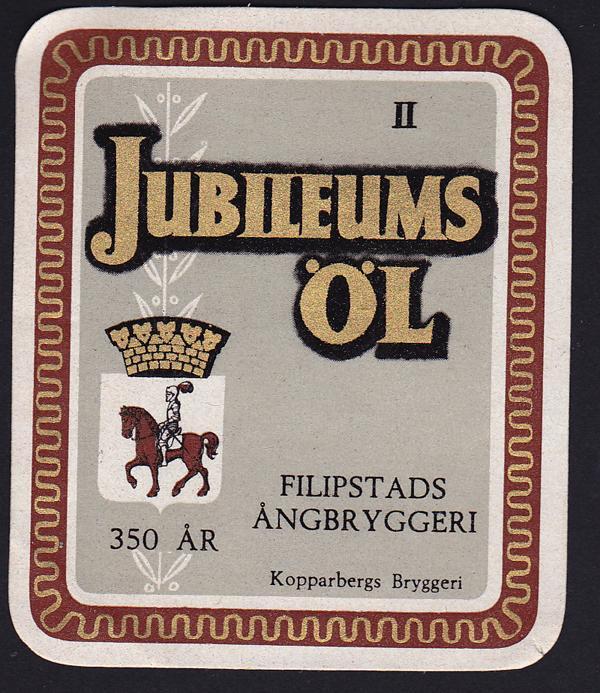 II
JUBILEUMS
ÖL
FILIPSTADS
ÅNGBRYGGERI
350 ÅR
Kopparbergs Bryggeri